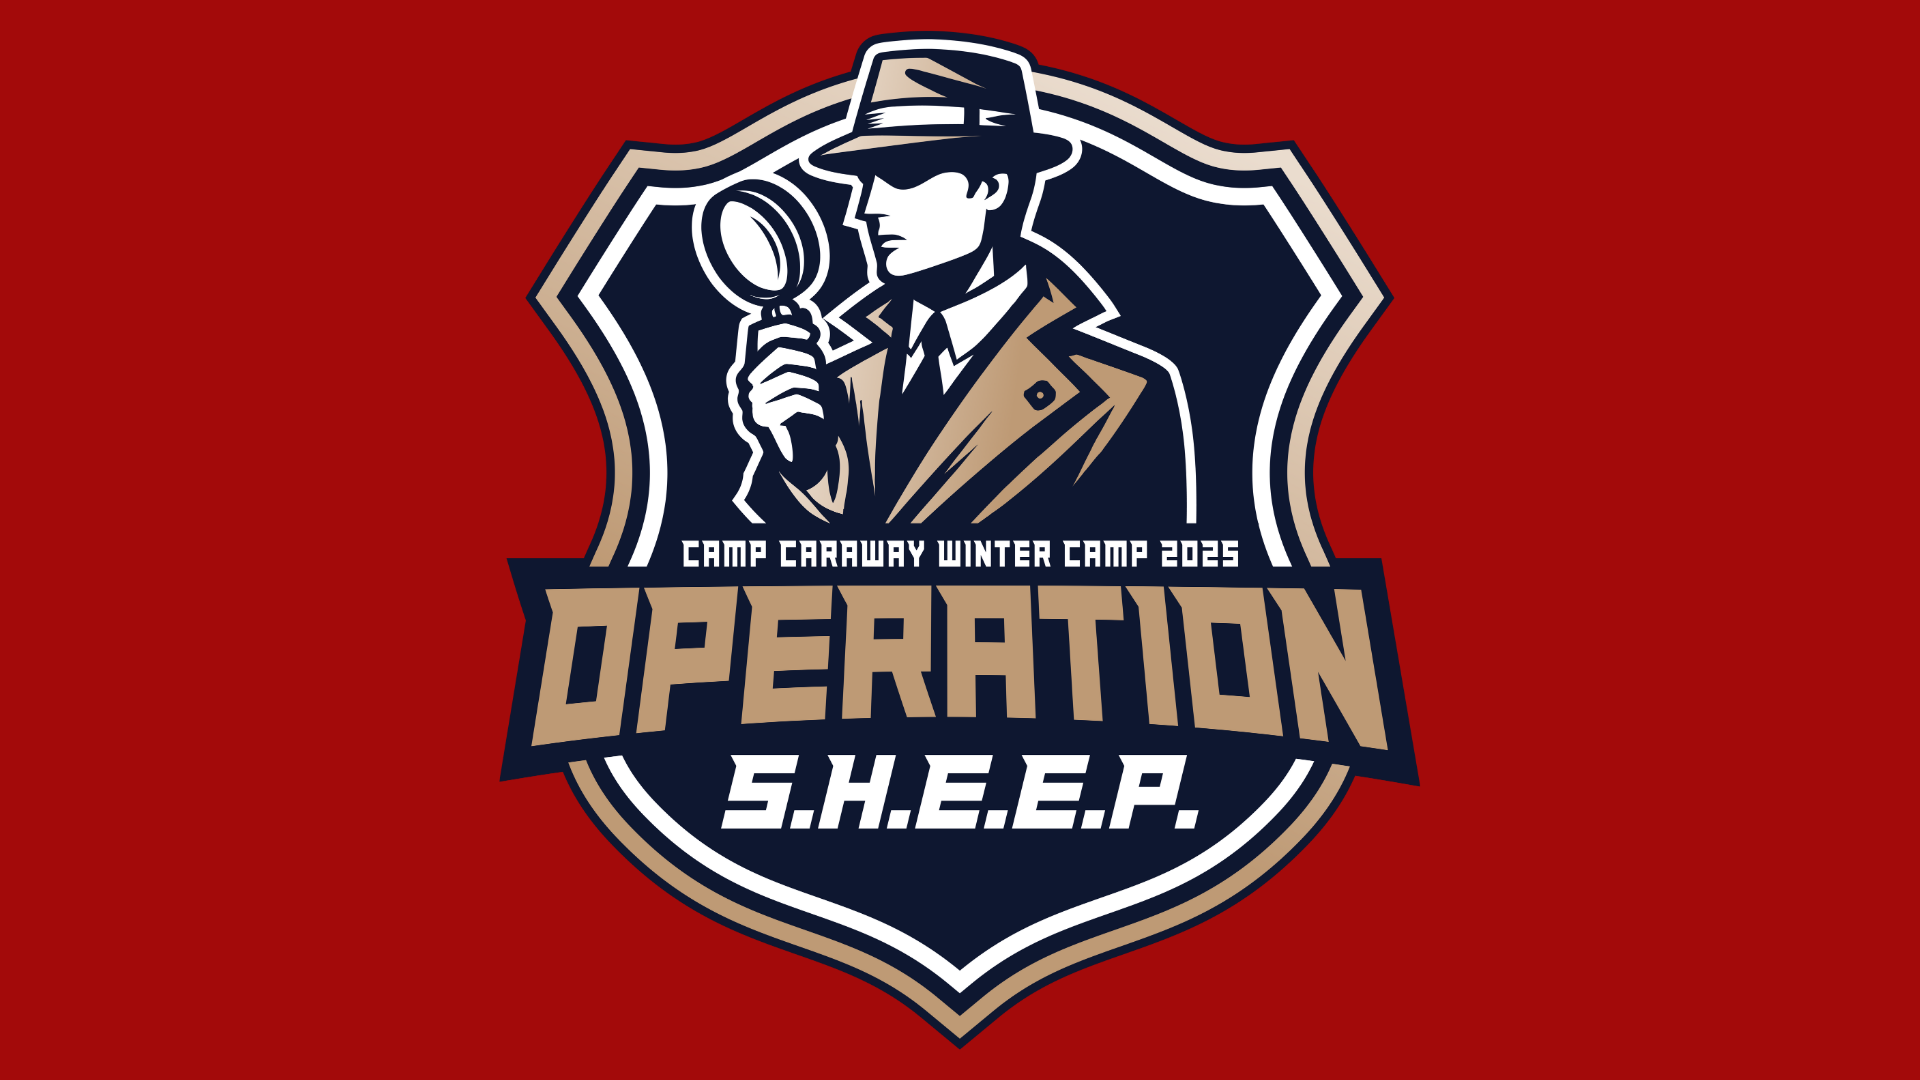 CAMP CARAWAY WINTER CAMP 2025
OPERATION
S.H.E.E.P.